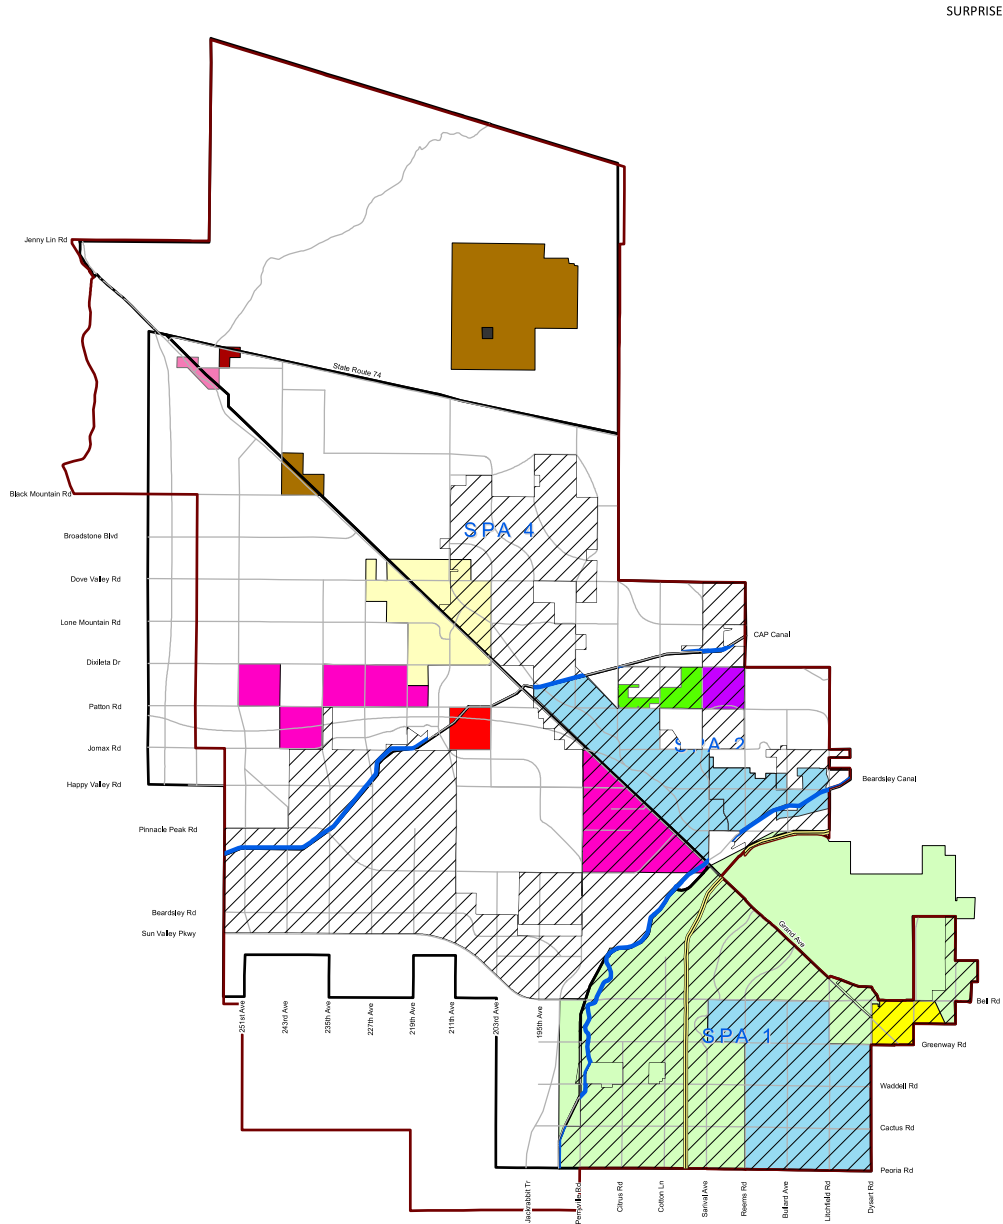 SURPRISE
Jenny Lin Rd
State Route 74
Black Mountain Rd
SPA 4
Broadstone Blvd
Dove Valley Rd
Lone Mountain Rd
CAP Canal
Dixileta Dr
Patton Rd
SPA 2
Jomax Rd
Beardsley Canal
Happy Valley Rd
Pinnacle Peak Rd
Beardsley Rd
Sun Valley Pkwy
Grand Ave
251st Ave
243rd Ave
235th Ave
227th Ave
219th Ave
211th Ave
203rd Ave
195th Ave
Bell Rd
SPA 1
Greenway Rd
Waddell Rd
Cactus Rd
Peoria Rd
Jackrabbit Tr
Perryville Rd
Citrus Rd
Cotton Ln
Sarival Ave
Reems Rd
Bullard Ave
Litchfield Rd
Dysart Rd